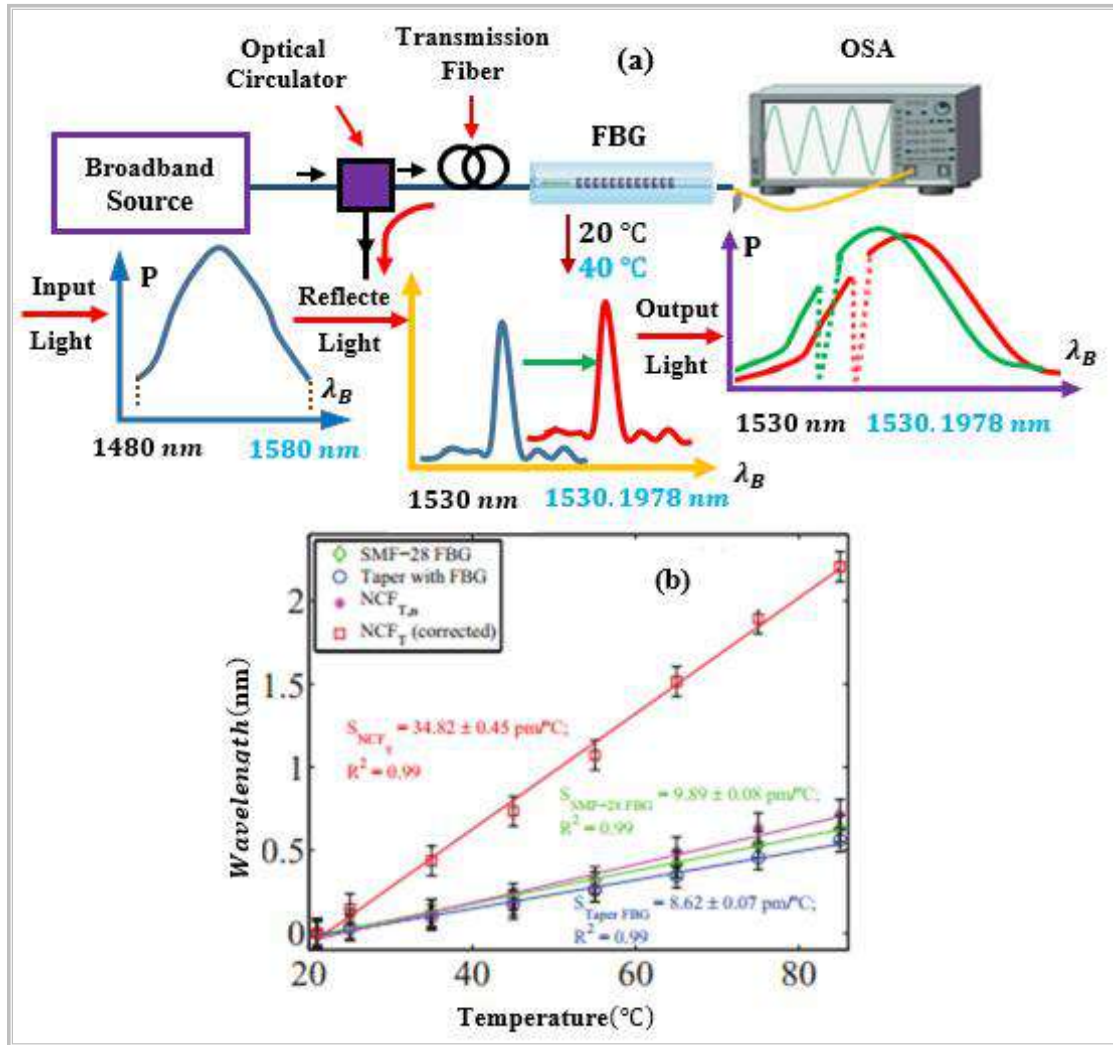 Optical
Circulator
Transmission
Fiber
(a)
OSA
Broadband
Source
FBG
20 ℃
40 ℃
Input
Light
P
λB
1480 nm
1580 nm
Reflecte
Light
1530 nm
1530.1978 nm
λB
Output
Light
P
λB
1530 nm
1530.1978 nm
(b)
SMF-28 FBG
Taper with FBG
NCFT,n
NCFT (corrected)
SNCFT = 34.82 ± 0.45 pm/°C;
R² = 0.99
SSMF-28 FBG = 9.89 ± 0.08 pm/°C;
R² = 0.99
STaper FBG = 8.62 ± 0.07 pm/°C;
R² = 0.99
Wavelength(nm)
2
1.5
1
0.5
0
20
40
60
80
Temperature(℃)